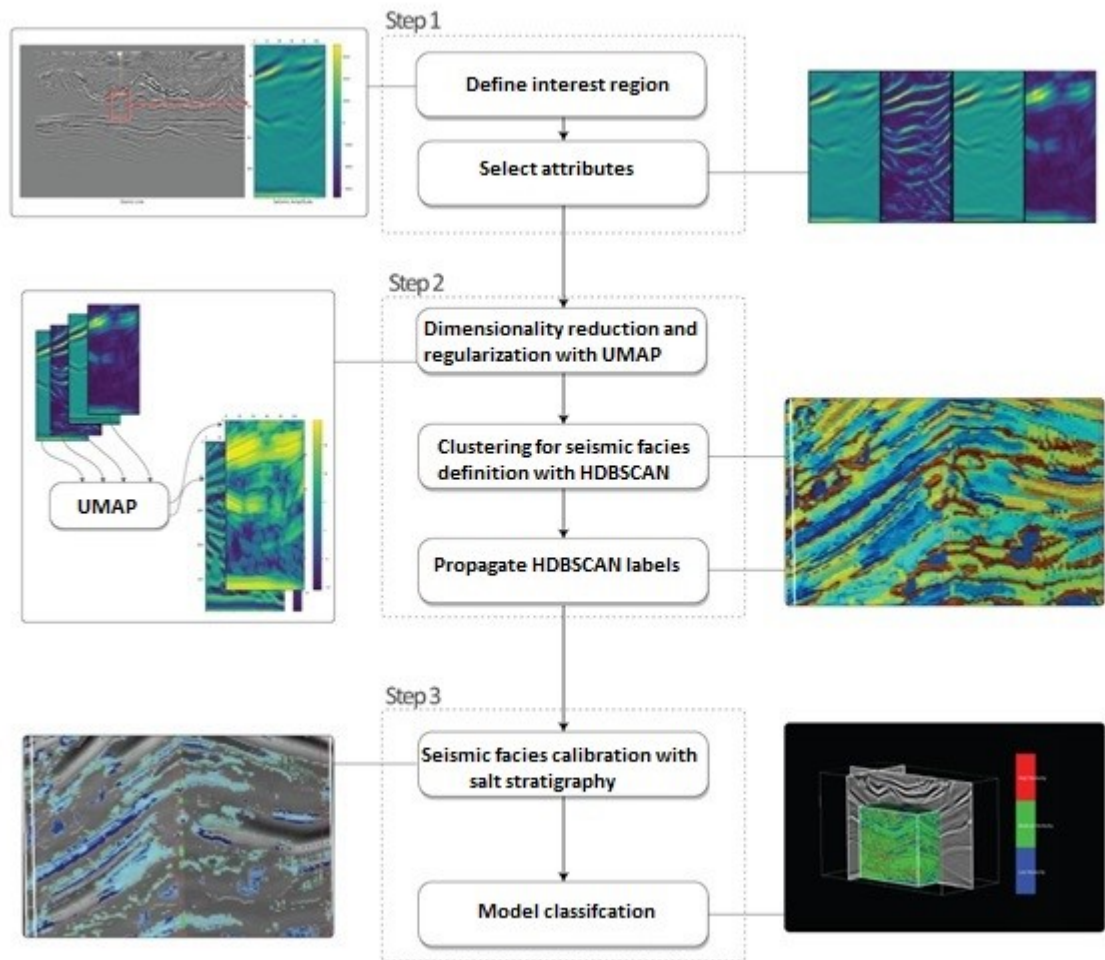 Step 1
Define interest region
Select attributes
Step 2
Dimensionality reduction and
regularization with UMAP
Clustering for seismic facies
definition with HDBSCAN
UMAP
Propagate HDBSCAN labels
Step 3
Seismic facies calibration with
salt stratigraphy
Model classifcation